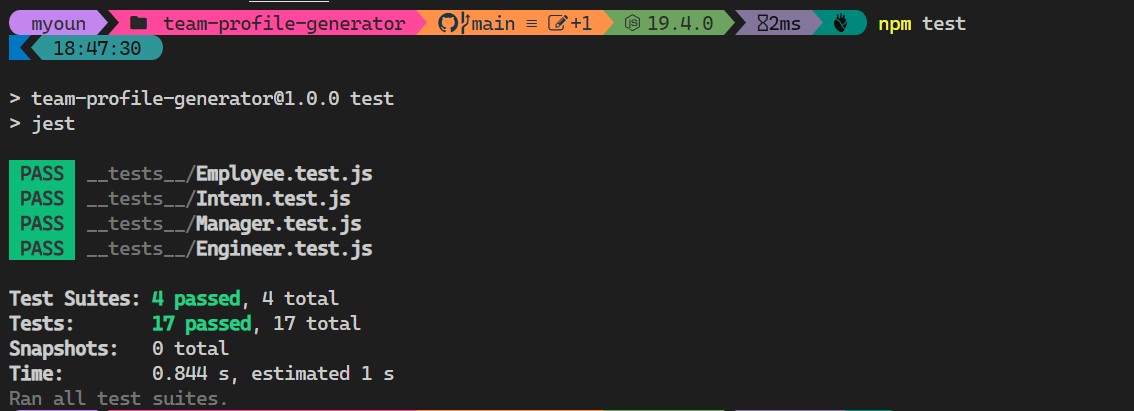 myoun team-profile-generator main ≡ +1 19.4.0 2ms npm test
18:47:30
> team-profile-generator@1.0.0 test
> jest
PASS __tests__/Employee.test.js
PASS __tests__/Intern.test.js
PASS __tests__/Manager.test.js
PASS __tests__/Engineer.test.js
Test Suites: 4 passed, 4 total
Tests: 17 passed, 17 total
Snapshots: 0 total
Time: 0.844 s, estimated 1 s
Ran all test suites.